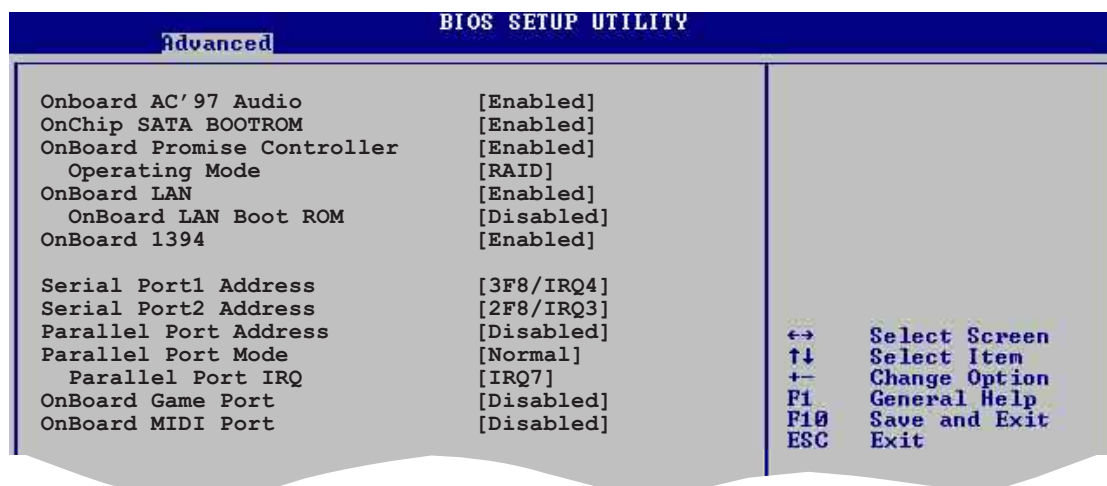 BIOS SETUP UTILITY
Advanced
Onboard AC'97 Audio [Enabled]
OnChip SATA BOOTROM [Enabled]
OnBoard Promise Controller [Enabled]
Operating Mode [RAID]
OnBoard LAN [Enabled]
OnBoard LAN Boot ROM [Disabled]
OnBoard 1394 [Enabled]
Serial Port1 Address [3F8/IRQ4]
Serial Port2 Address [2F8/IRQ3]
Parallel Port Address [Disabled]
Parallel Port Mode [Normal]
Parallel Port IRQ [IRQ7]
OnBoard Game Port [Disabled]
OnBoard MIDI Port [Disabled]
←→ Select Screen
↑↓ Select Item
+- Change Option
F1 General Help
F10 Save and Exit
ESC Exit